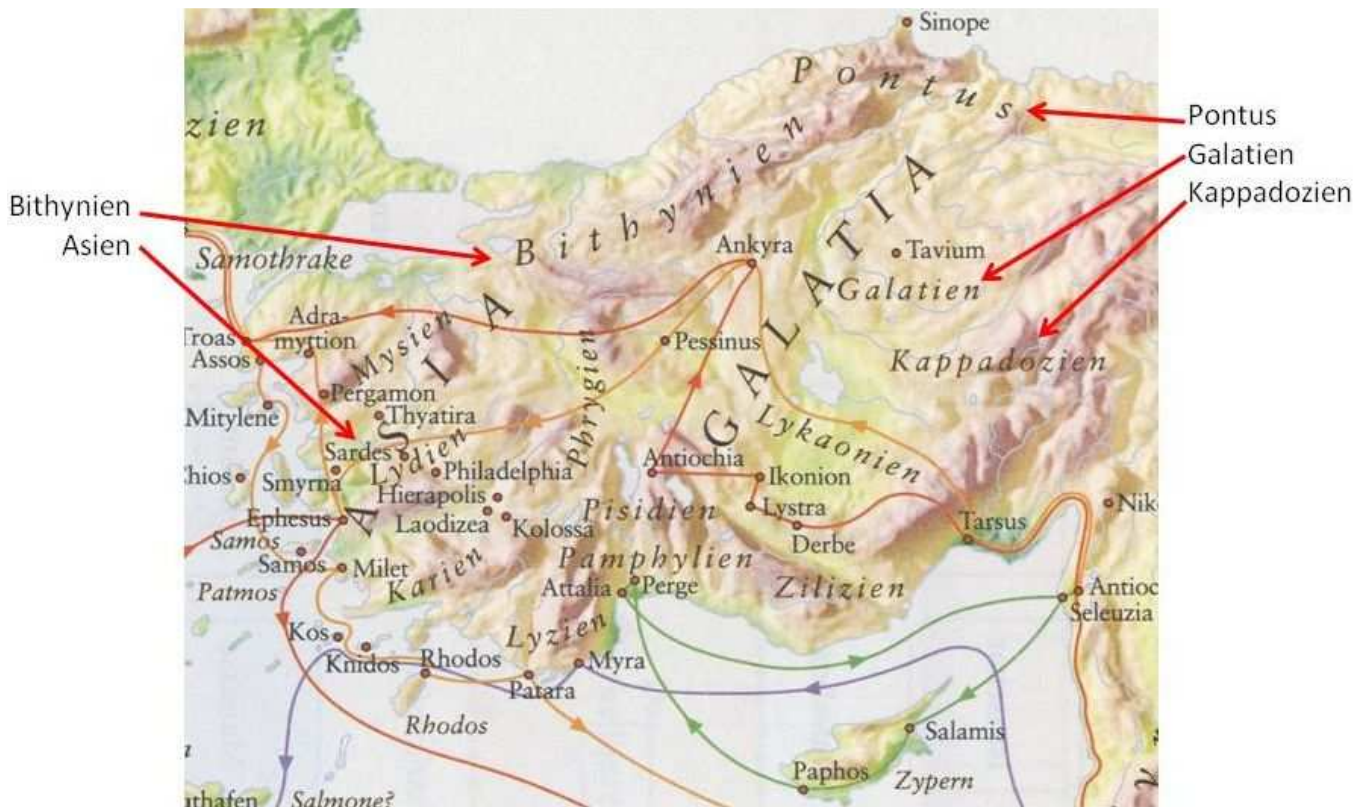 Sinope
Pontus
zien
Pontus
Galatien
Kappadozien
Bithynien
Asien
Bithynien
GALATIA
Ankyra
Tavium
Samothrake
Galatien
ASIA
Adra-
myttion
Troas
Assos
Mysien
Pessinus
Kappadozien
Phrygien
Pergamon
Mitylene
Thyatira
Lykaonien
Sardes
Lydien
Antiochia
Chios
Smyrna
Philadelphia
Ikonion
Hierapolis
Laodizea
Kolossa
Pisidien
Lystra
Nik
Ephesus
Tarsus
Samos
Derbe
Samos
Milet
Karien
Pamphylien
Patmos
Attalia
Perge
Zilizien
Antioc
Seleuzia
Kos
Lyzien
Knidos
Rhodos
Myra
Patara
Rhodos
Salamis
Paphos
Zypern
uthafen
Salmone?